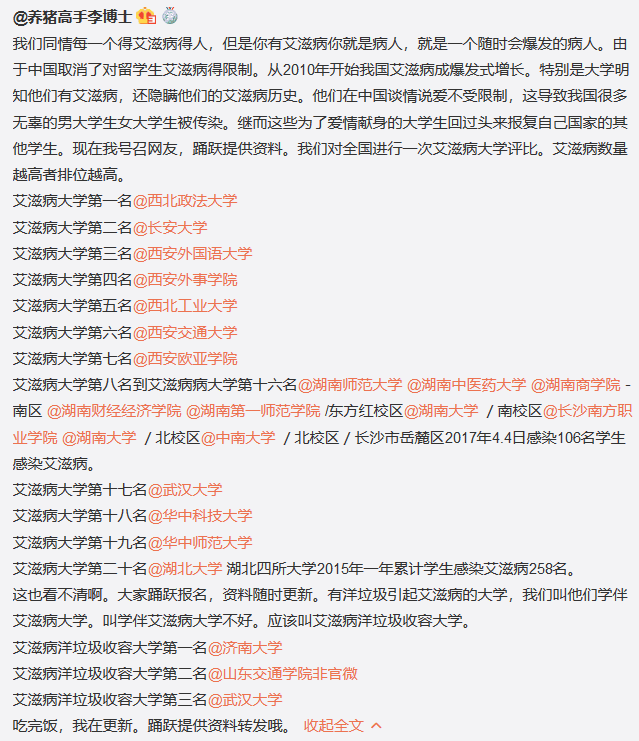 @养猪高手李博士
我们同情每一个得艾滋病得人，但是你有艾滋病你就是病人，就是一个随时会爆发的病人。由
于中国取消了对留学生艾滋病得限制。从2010年开始我国艾滋病成爆发式增长。特别是大学明
知他们有艾滋病，还隐瞒他们的艾滋病历史。他们在中国谈情说爱不受限制，这导致我国很多
无辜的男大学生女大学生被传染。继而这些为了爱情献身的大学生回过头来报复自己国家的其
他学生。现在我号召网友，踊跃提供资料。我们对全国进行一次艾滋病大学评比。艾滋病数量
越高者排位越高。
艾滋病大学第一名@西北政法大学
艾滋病大学第二名@长安大学
艾滋病大学第三名@西安外国语大学
艾滋病大学第四名@西安外事学院
艾滋病大学第五名@西北工业大学
艾滋病大学第六名@西安交通大学
艾滋病大学第七名@西安欧亚学院
艾滋病大学第八名到艾滋病病大学第十六名@湖南师范大学 @湖南中医药大学 @湖南商学院 -
南区 @湖南财经经济学院 @湖南第一师范学院 /东方红校区@湖南大学 / 南校区@长沙南方职
业学院 @湖南大学 / 北校区@中南大学 / 北校区 / 长沙市岳麓区2017年4.4日感染106名学生
感染艾滋病。
艾滋病大学第十七名@武汉大学
艾滋病大学第十八名@华中科技大学
艾滋病大学第十九名@华中师范大学
艾滋病大学第二十名@湖北大学 湖北四所大学2015年一年累计学生感染艾滋病258名。
这也看不清啊。大家踊跃报名，资料随时更新。有洋垃圾引起艾滋病的大学，我们叫他们学伴
艾滋病大学。叫学伴艾滋病大学不好。应该叫艾滋病洋垃圾收容大学。
艾滋病洋垃圾收容大学第一名@济南大学
艾滋病洋垃圾收容大学第二名@山东交通学院非官微
艾滋病洋垃圾收容大学第三名@武汉大学
吃完饭，我在更新。踊跃提供资料转发哦。 收起全文